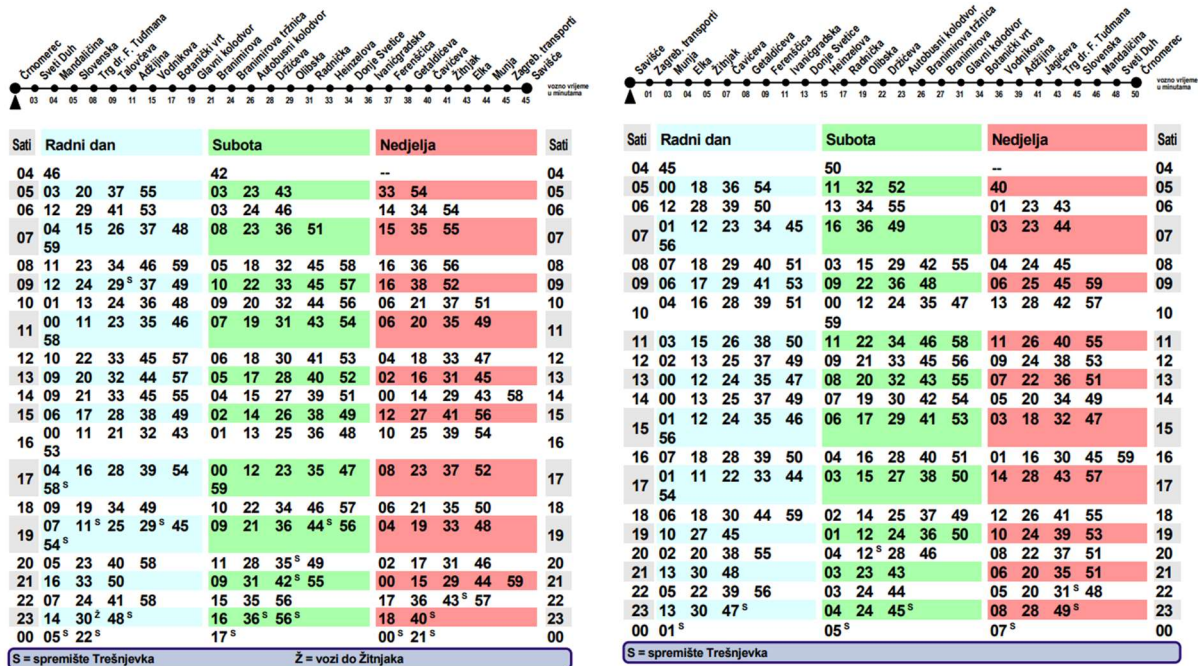 Črnomerec
Sveti Duh
Mandaličina
Slovenska
Trg dr. F. Tuđmana
Talovčeva
Adžijina
Vodnikova
Botanički vrt
Glavni kolodvor
Branimirova
Branimirova tržnica
Autobusni kolodvor
Držićeva
Olibska
Radnička
Heinzelova
Donje Svetice
Ivanićgradska
Ferenščica
Getaldićeva
Čavićeva
Žitnjak
Elka
Munja
Zagreb. transporti
Savišće
03 04 05 08 09 11 15 17 19 21 24 26 28 29 31 33 34 36 37 39 41 43 44 45 45
vozno vrijeme
u minutama
Sati Radni dan Subota Nedjelja Sati
04 46 42 -- 04
05 03 20 37 55 03 23 43 33 54 05
06 12 29 41 53 03 24 46 14 34 54 06
07 04 15 26 37 48 08 23 36 51 15 35 55 07
59
08 11 23 34 46 59 05 18 32 45 58 16 36 56 08
09 12 24 29 S 37 49 10 22 33 45 57 16 38 52 09
10 01 13 24 36 48 09 20 32 44 56 06 21 37 51 10
11 00 11 23 35 46 07 19 31 43 54 06 20 35 49 11
58
12 10 22 33 45 57 06 18 30 41 53 04 18 33 47 12
13 09 20 32 44 57 05 17 28 40 52 02 16 31 45 13
14 09 21 33 45 55 04 15 27 39 51 00 14 29 43 58 14
15 06 17 28 38 49 02 14 26 38 49 12 27 41 56 15
16 00 11 21 32 43 01 13 25 36 48 10 25 39 54 16
53
17 04 16 28 39 54 00 12 23 35 47 08 23 37 52 17
58 S 59
18 09 19 34 49 10 22 34 46 57 06 21 35 50 18
19 07 11 S 25 29 S 45 09 21 36 44 S 56 04 19 33 48 19
54 S
20 05 23 40 58 11 28 35 S 49 02 17 31 46 20
21 16 33 50 09 31 42 S 55 00 15 29 44 59 21
22 07 24 41 58 15 35 56 17 36 43 S 57 22
23 14 30 Ž 48 S 16 36 S 56 S 18 40 S 23
00 05 S 22 S 17 S 00 S 21 S 00
S = spremište Trešnjevka Ž = vozi do Žitnjaka
Savišće
Zagreb. transporti
Munja
Elka
Žitnjak
Čavićeva
Getaldićeva
Ferenščica
Ivanićgradska
Donje Svetice
Heinzelova
Radnička
Olibska
Držićeva
Autobusni kolodvor
Branimirova tržnica
Branimirova
Glavni kolodvor
Botanički vrt
Vodnikova
Adžijina
Jagićeva
Trg dr. F. Tuđmana
Slovenska
Mandaličina
Sveti Duh
Črnomerec
01 03 04 05 07 08 09 11 13 15 17 19 22 23 26 27 31 34 36 39 41 43 45 46 48 50
vozno vrijeme
u minutama
Sati Radni dan Subota Nedjelja Sati
04 45 50 -- 04
05 00 18 36 54 11 32 52 40 05
06 12 28 39 50 13 34 55 01 23 43 06
07 01 12 23 34 45 16 36 49 03 23 44 07
56
08 07 18 29 40 51 03 15 29 42 55 04 24 45 08
09 06 17 29 41 53 09 22 36 48 06 25 45 59 09
10 04 16 28 39 51 00 12 24 35 47 13 28 42 57 10
59
11 03 15 26 38 50 11 22 34 46 58 11 26 40 55 11
12 02 13 25 37 49 09 21 33 45 56 09 24 38 53 12
13 00 12 24 35 47 08 20 32 43 55 07 22 36 51 13
14 00 13 25 37 49 07 19 30 42 54 05 20 34 49 14
15 01 12 24 35 46 06 17 29 41 53 03 18 32 47 15
56
16 07 18 28 39 50 04 16 28 40 51 01 16 30 45 59 16
17 01 11 22 33 44 03 15 27 38 50 14 28 43 57 17
54
18 06 18 30 44 59 02 14 25 37 49 12 26 41 55 18
19 10 27 45 01 12 24 36 50 10 24 39 53 19
20 02 20 38 55 04 12 S 28 46 08 22 37 51 20
21 13 30 48 03 23 43 06 20 35 51 21
22 05 22 39 56 03 24 44 05 20 31 S 48 22
23 13 30 47 S 04 24 45 S 08 28 49 S 23
00 01 S 05 S 07 S 00
S = spremište Trešnjevka